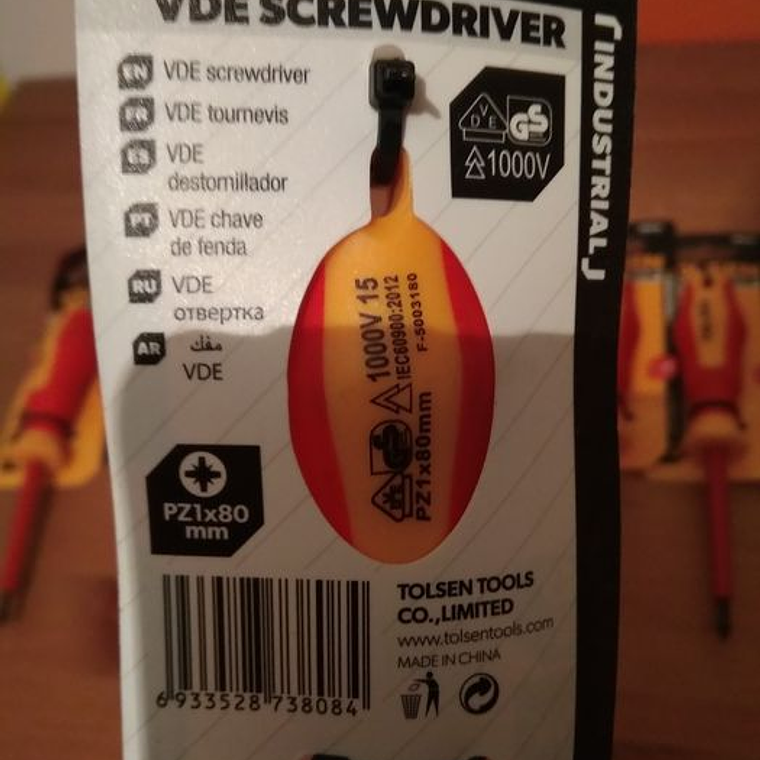 VDE SCREWDRIVER
INDUSTRIAL
EN VDE screwdriver
FR VDE tournevis
ES VDE
destornillador
PT VDE chave
de fenda
RU VDE
отвертка
AR مفك
VDE
VDE GS
1000V
1000V 15
IEC60900:2012
F-5003180
PZ1x80mm
PZ1x80
mm
6 933528 738084
TOLSEN TOOLS
CO.,LIMITED
www.tolsentools.com
MADE IN CHINA